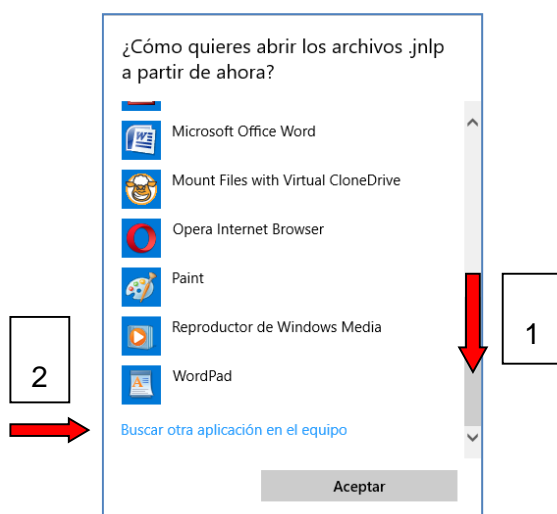 ¿Cómo quieres abrir los archivos .jnlp
a partir de ahora?
Microsoft Office Word
Mount Files with Virtual CloneDrive
Opera Internet Browser
Paint
Reproductor de Windows Media
WordPad
Buscar otra aplicación en el equipo
Aceptar
1
2